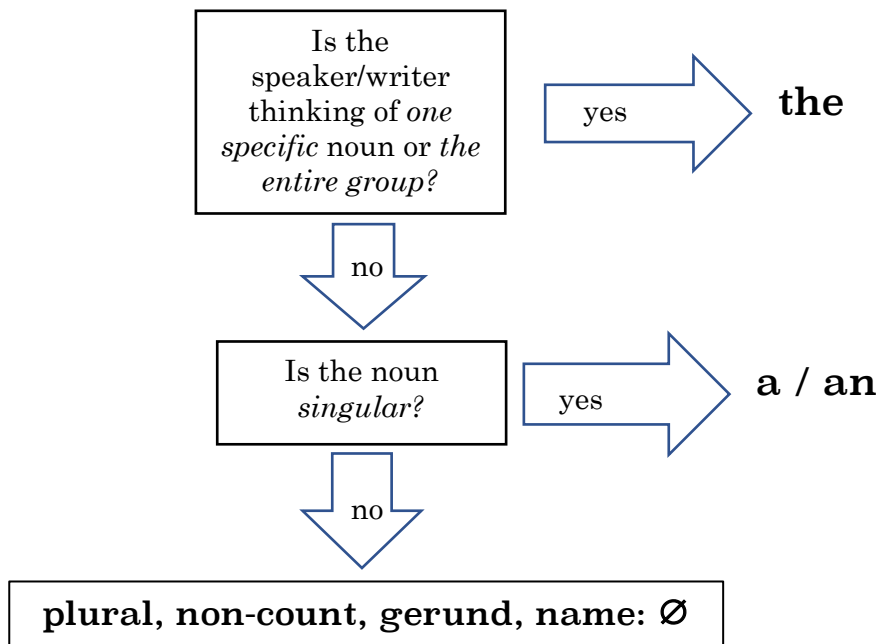 Is the
speaker/writer
thinking of one
specific noun or the
entire group?
yes
the
no
Is the noun
singular?
yes
a / an
no
plural, non-count, gerund, name: Ø